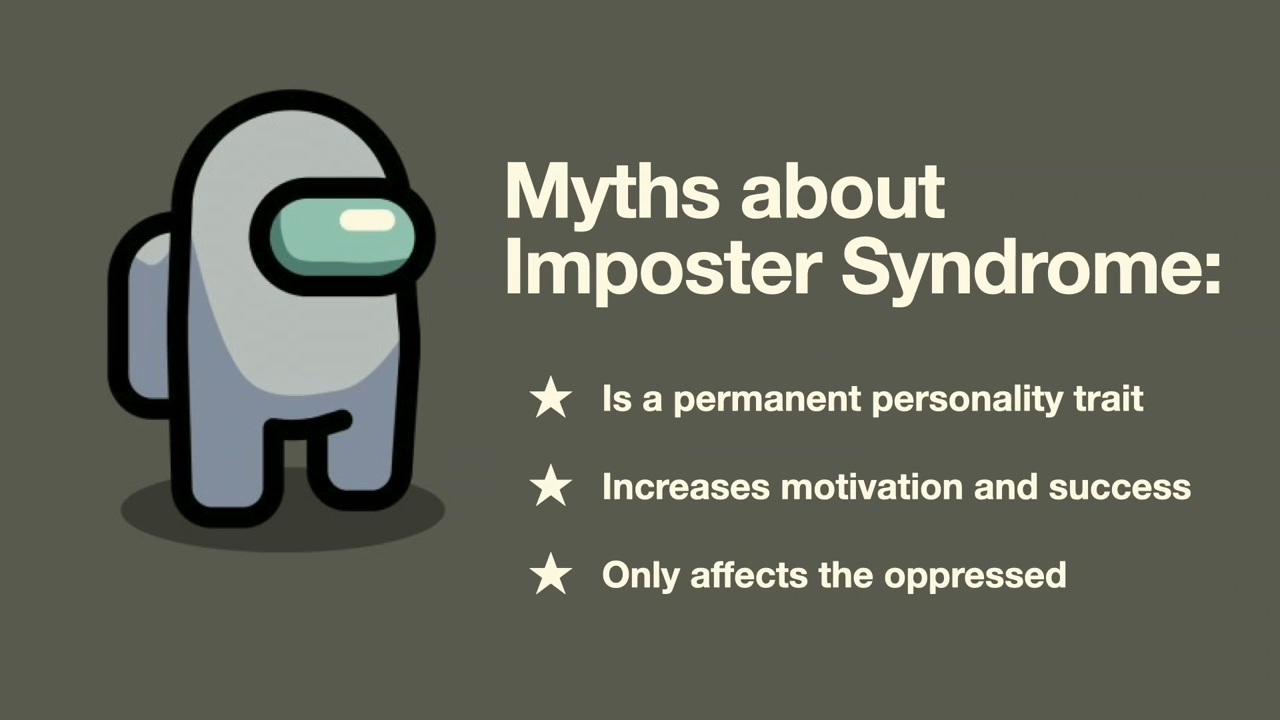 Myths about
Imposter Syndrome:
Is a permanent personality trait
Increases motivation and success
Only affects the oppressed